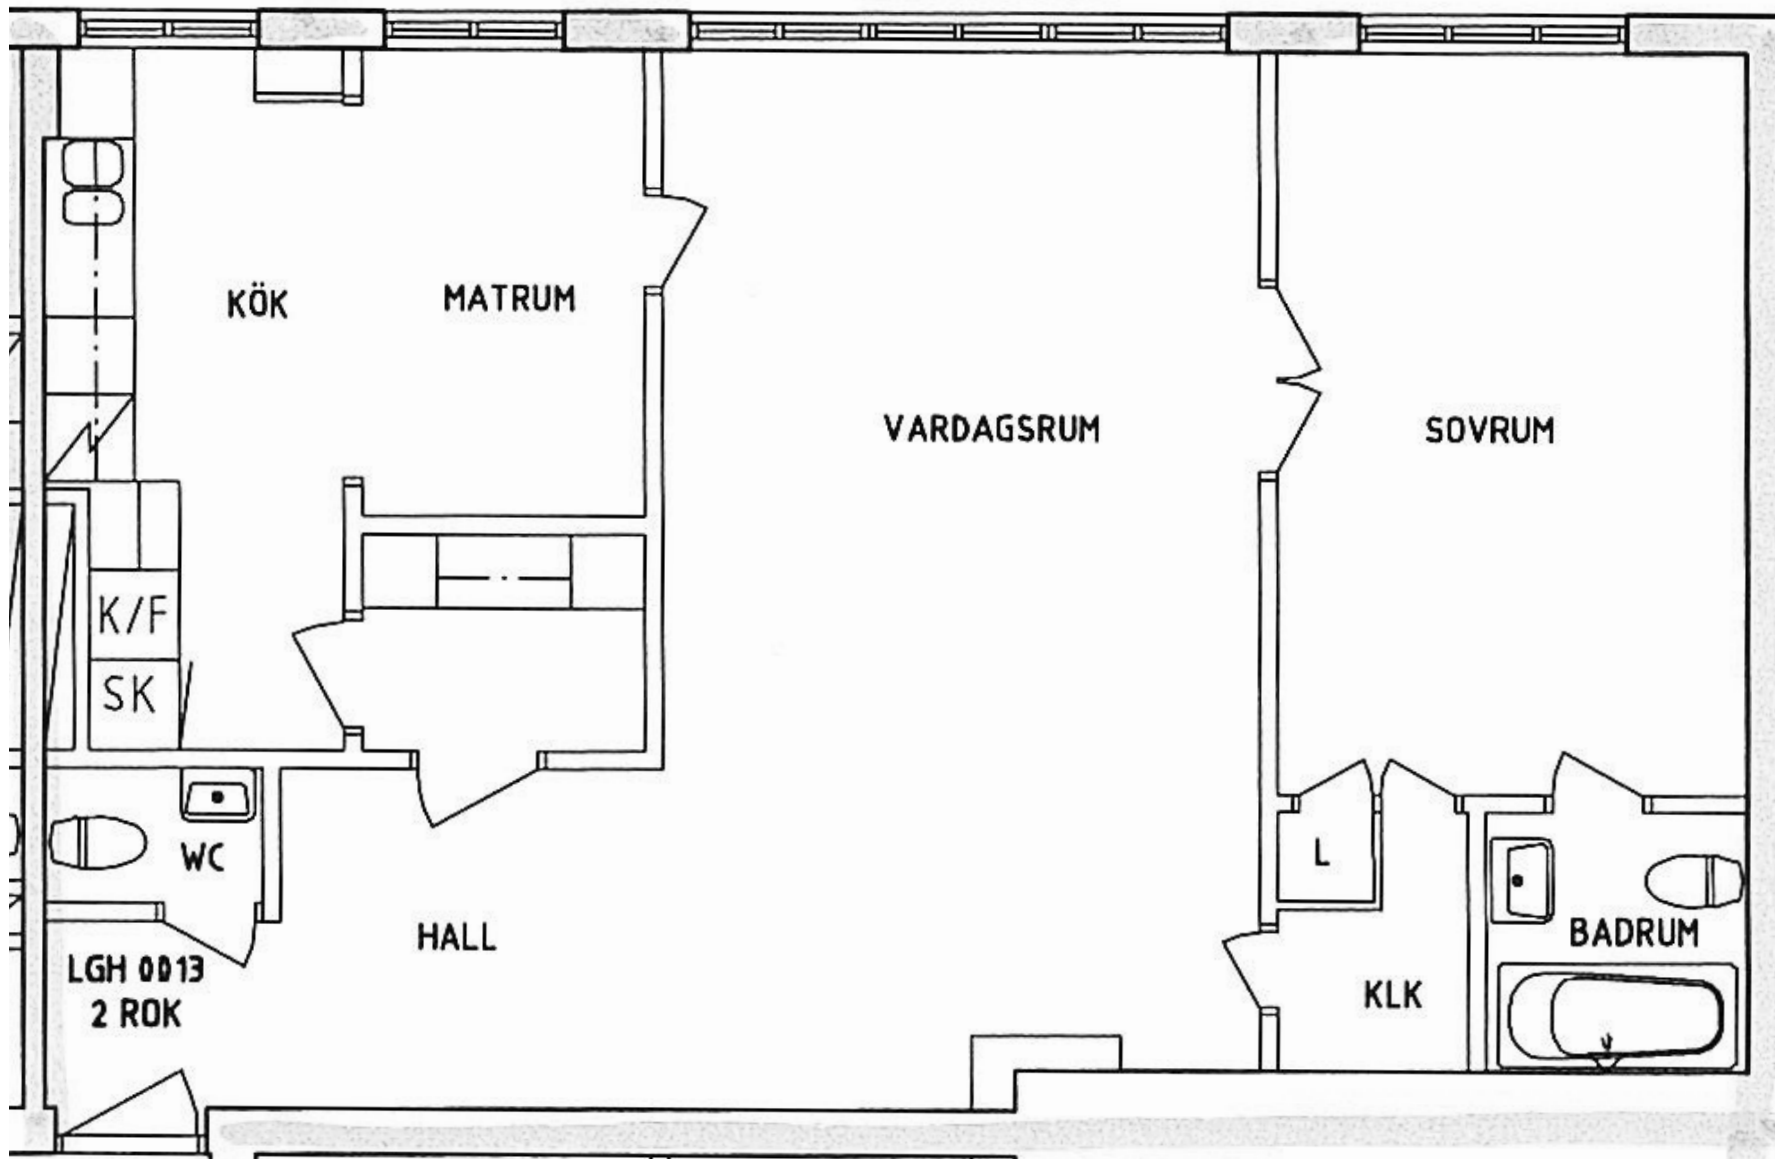 KÖK
MATRUM
VARDAGSRUM
SOVRUM
K/F
SK
WC
L
HALL
BADRUM
LGH 0013
2 ROK
KLK